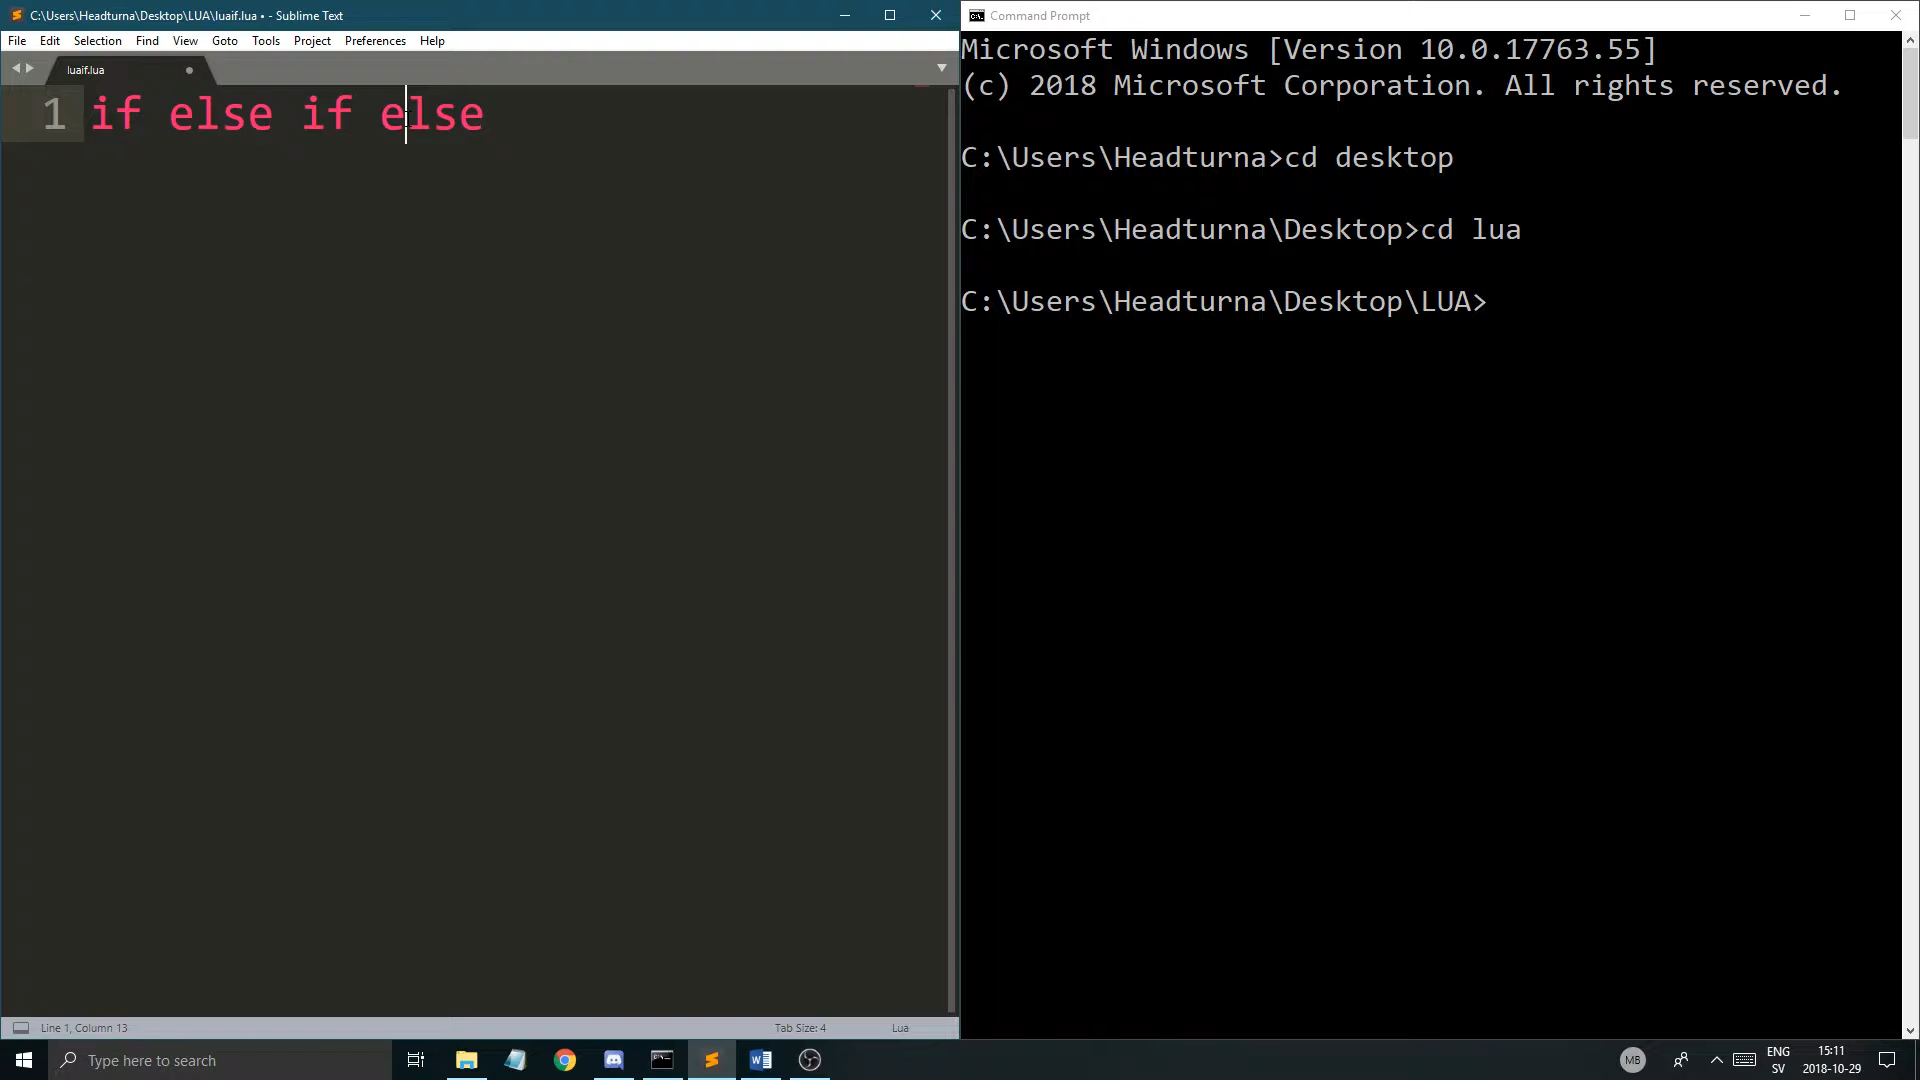 C:\Users\Headturna\Desktop\LUA\luaif.lua • - Sublime Text
File Edit Selection Find View Goto Tools Project Preferences Help
luaif.lua
1 if else if else
Line 1, Column 13
Tab Size: 4
Lua
Command Prompt
Microsoft Windows [Version 10.0.17763.55]
(c) 2018 Microsoft Corporation. All rights reserved.
C:\Users\Headturna>cd desktop
C:\Users\Headturna\Desktop>cd lua
C:\Users\Headturna\Desktop\LUA>
Type here to search
MB
ENG
SV
15:11
2018-10-29